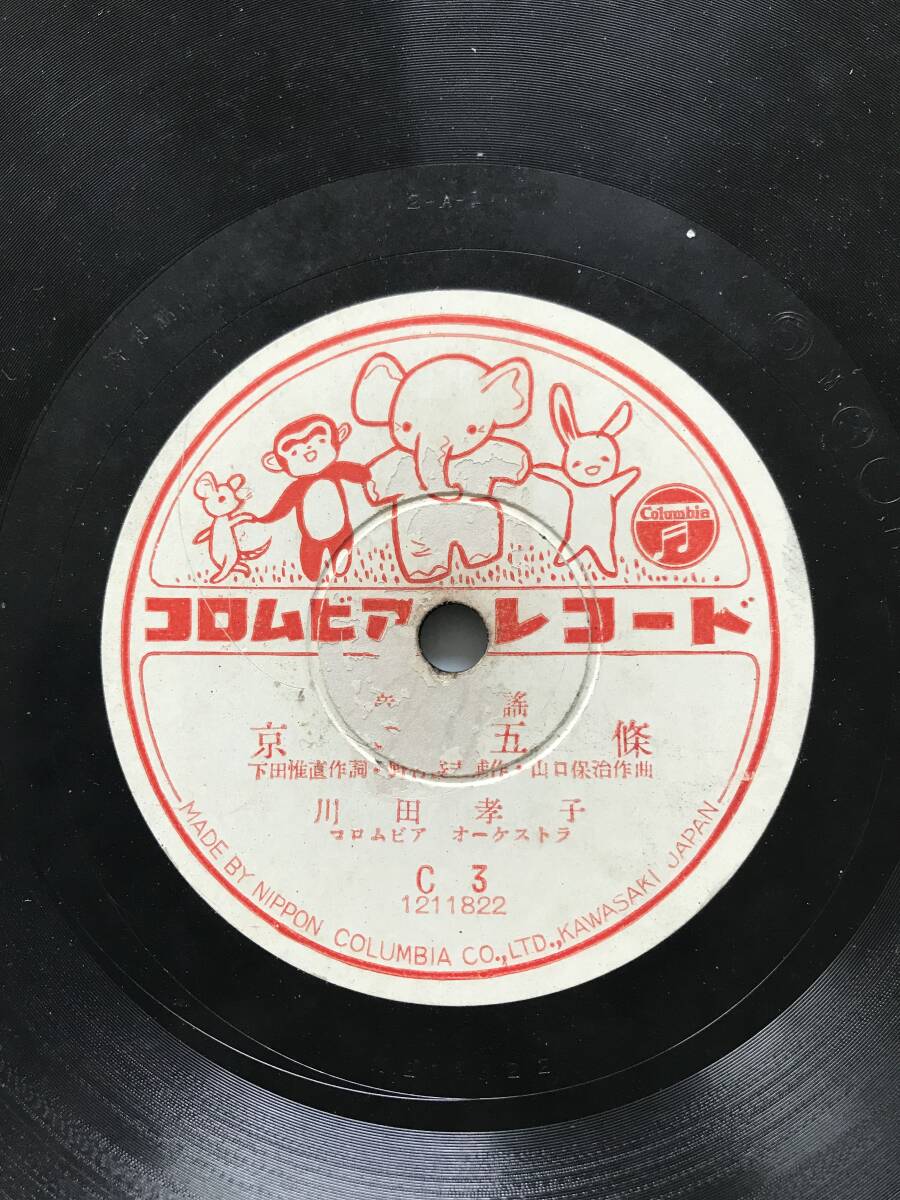 2-A-
Columbia
コロムビア レコード
謠
京 五條
下田惟直作詞・ 作・山口保治作曲
川田孝子
コロムビア オーケストラ
C 3
1211822
MADE BY NIPPON COLUMBIA CO.,LTD.,KAWASAKI JAPAN